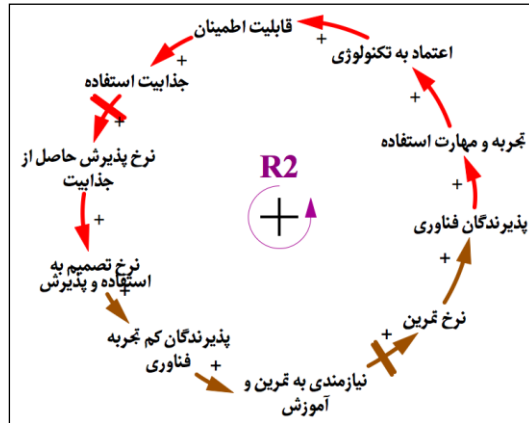 قابلیت اطمینان
+
اعتماد به تکنولوژی
+
جذابیت استفاده
+
+
تجربه و مهارت استفاده
نرخ پذیرش حاصل از
جذابیت
R2
+
+
پذیرندگان فناوری
+
نرخ تصمیم به
استفاده و پذیرش
+
نرخ تمرین
+
پذیرندگان کم تجربه
فناوری
+
+
نیازمندی به تمرین و
آموزش